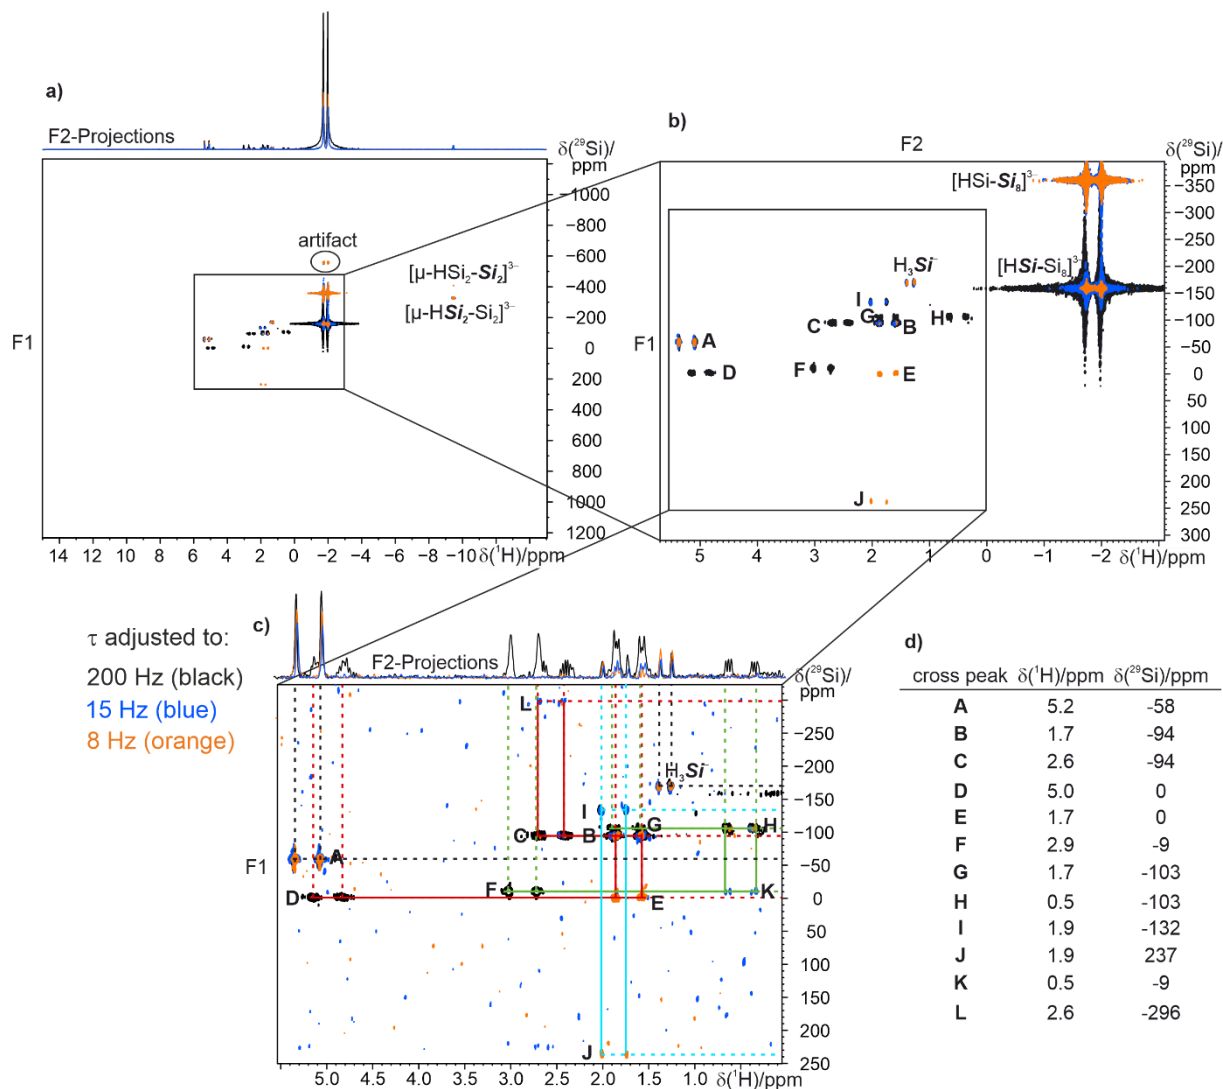 a)
F2-Projections
δ(²⁹Si)/
ppm
−1000
−800
−600
−400
−200
0
200
400
600
800
1000
1200
F1
artifact
[μ-HSi₂-Si₂]³⁻
[μ-HSi₂-Si₂]³⁻
14 12 10 8 6 4 2 0 −2 −4 −6 −8 −10 δ(¹H)/ppm
b)
F2
δ(²⁹Si)/
ppm
−350
−300
−250
−200
−150
−100
−50
0
50
100
150
200
250
300
F1
[HSi-Si₈]³⁻
[HSi-Si₈]³⁻
H₃Si⁻
I
G
C
B
H
A
D
F
E
J
5 4 3 2 1 0 −1 −2 δ(¹H)/ppm
τ adjusted to:
200 Hz (black)
15 Hz (blue)
8 Hz (orange)
c)
F2-Projections
δ(²⁹Si)/
ppm
−250
−200
−150
−100
−50
0
50
100
150
200
250
F1
L
H₃Si⁻
I
G
H
C
B
A
F
K
D
E
J
5.0 4.5 4.0 3.5 3.0 2.5 2.0 1.5 1.0 δ(¹H)/ppm
d)
cross peak δ(¹H)/ppm δ(²⁹Si)/ppm
A 5.2 -58
B 1.7 -94
C 2.6 -94
D 5.0 0
E 1.7 0
F 2.9 -9
G 1.7 -103
H 0.5 -103
I 1.9 -132
J 1.9 237
K 0.5 -9
L 2.6 -296